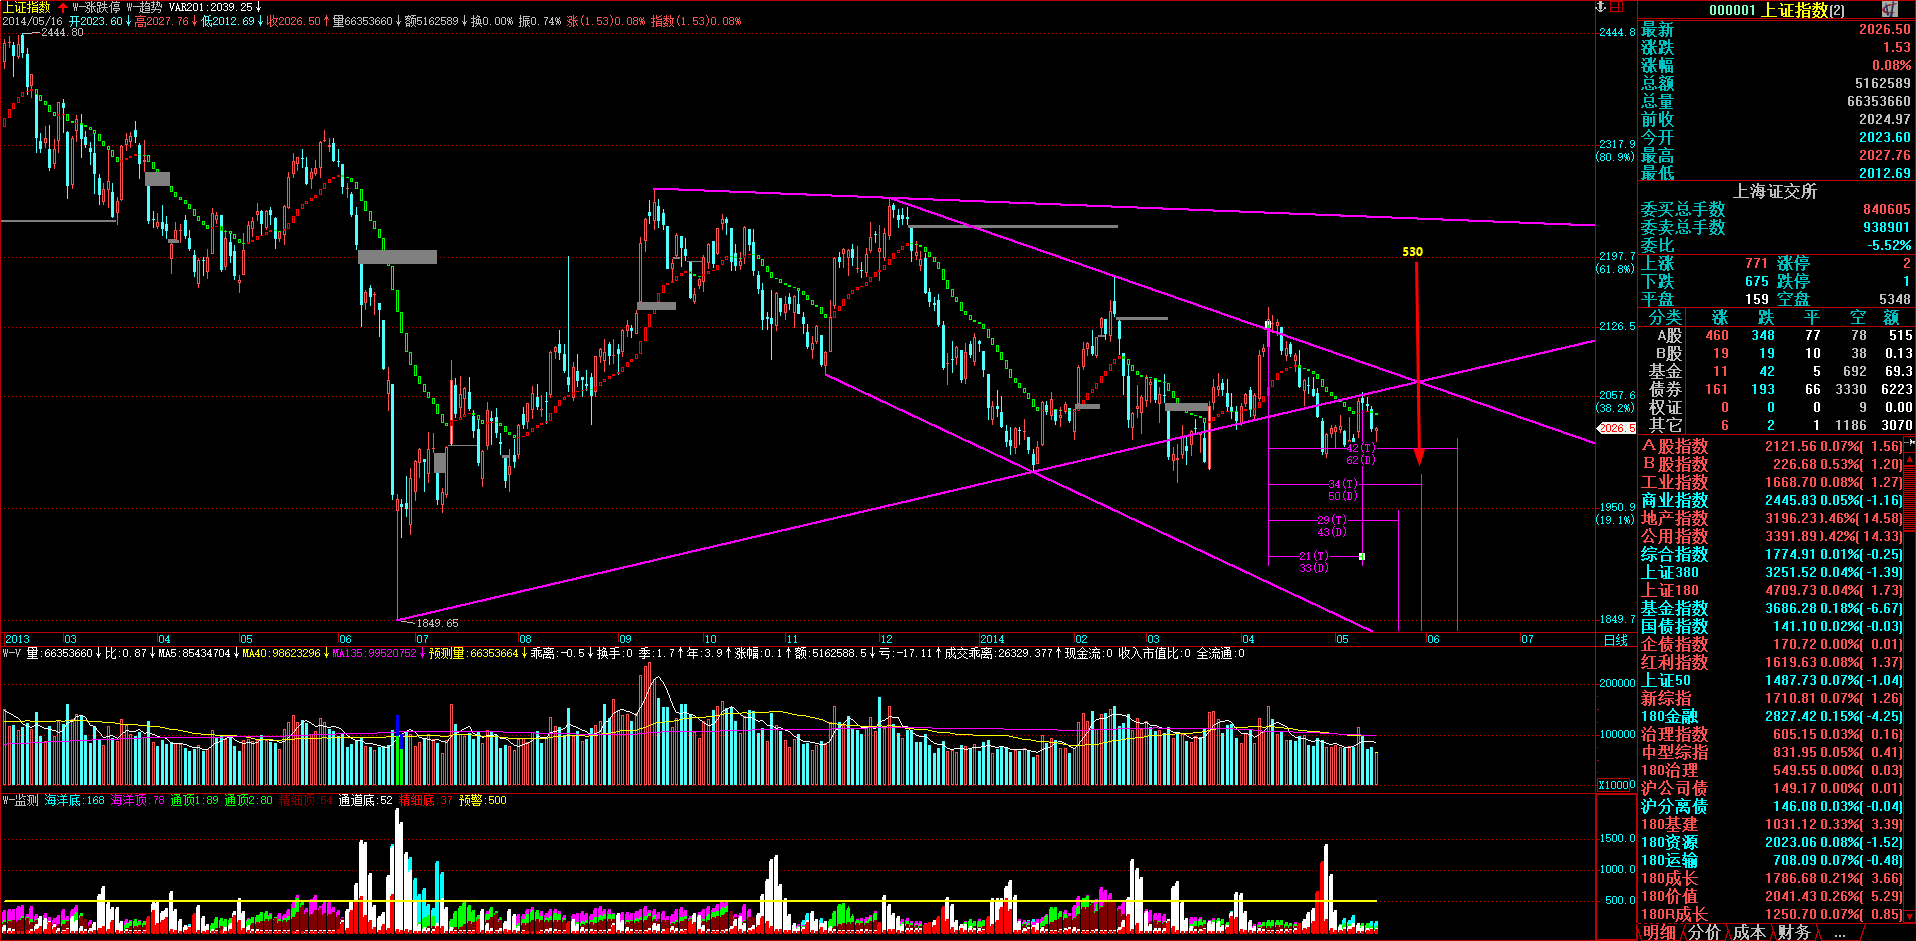 上证指数 W-涨跌停 W-趋势 VAR201:2039.25↓
2014/05/16 开2023.60↓高2027.76↓低2012.69↓收2026.50↑量66353660↓额5162589↓换0.00% 振0.74% 涨(1.53)0.08% 指数(1.53)0.08%
2444.80
530
42(T)
62(D)
34(T)
50(D)
29(T)
43(D)
21(T)
33(D)
1849.65
2444.8
2317.9
(80.9%)
2197.7
(61.8%)
2126.5
2057.6
(38.2%)
2026.5
1950.9
(19.1%)
1849.7
2013 03 04 05 06 07 08 09 10 11 12 2014 02 03 04 05 06 07 日线
W-V 量:66353660↓比:0.87↓MA5:85434704↓MA40:98623296↓MA135:99520752↓预测量:66353664↓乖离:-0.5↓换手:0 季:1.7↑年:3.9↑涨幅:0.1↑额:5162588.5↓亏:-17.11↑成交乖离:26329.377↑现金流:0 收入市值比:0 全流通:0
200000
100000
X10000
W-监测 海洋底:168 海洋顶:78 通顶1:89 通顶2:80 精细顶:54 通道底:52 精细底:37 预警:500
1500.0
1000.0
500.0
000001 上证指数(2)
最新 2026.50
涨跌 1.53
涨幅 0.08%
总额 5162589
总量 66353660
前收 2024.97
今开 2023.60
最高 2027.76
最低 2012.69
上海证交所
委买总手数 840605
委卖总手数 938901
委比 -5.52%
上涨 771 涨停 2
下跌 675 跌停 1
平盘 159 空盘 5348
分类 涨 跌 平 空 额
A股 460 348 77 78 515
B股 19 19 10 38 0.13
基金 11 42 5 692 69.3
债券 161 193 66 3330 6223
权证 0 0 0 9 0.00
其它 6 2 1 1186 3070
A股指数 2121.56 0.07%( 1.56)
B股指数 226.68 0.53%( 1.20)
工业指数 1668.70 0.08%( 1.27)
商业指数 2445.83 0.05%( -1.16)
地产指数 3196.23 ).46%( 14.58)
公用指数 3391.89 ).42%( 14.33)
综合指数 1774.91 0.01%( -0.25)
上证380 3251.52 0.04%( -1.39)
上证180 4709.73 0.04%( 1.73)
基金指数 3686.28 0.18%( -6.67)
国债指数 141.10 0.02%( -0.03)
企债指数 170.72 0.00%( 0.01)
红利指数 1619.63 0.08%( 1.37)
上证50 1487.73 0.07%( -1.04)
新综指 1710.81 0.07%( 1.26)
180金融 2827.42 0.15%( -4.25)
治理指数 605.15 0.03%( 0.16)
中型综指 831.95 0.05%( 0.41)
180治理 549.55 0.00%( 0.03)
沪公司债 149.17 0.00%( 0.01)
沪分离债 146.08 0.03%( -0.04)
180基建 1031.12 0.33%( 3.39)
180资源 2023.06 0.08%( -1.52)
180运输 708.09 0.07%( -0.48)
180成长 1786.68 0.21%( 3.66)
180价值 2041.43 0.26%( 5.29)
180R成长 1250.70 0.07%( 0.85)
明细 分价 成本 财务 ...